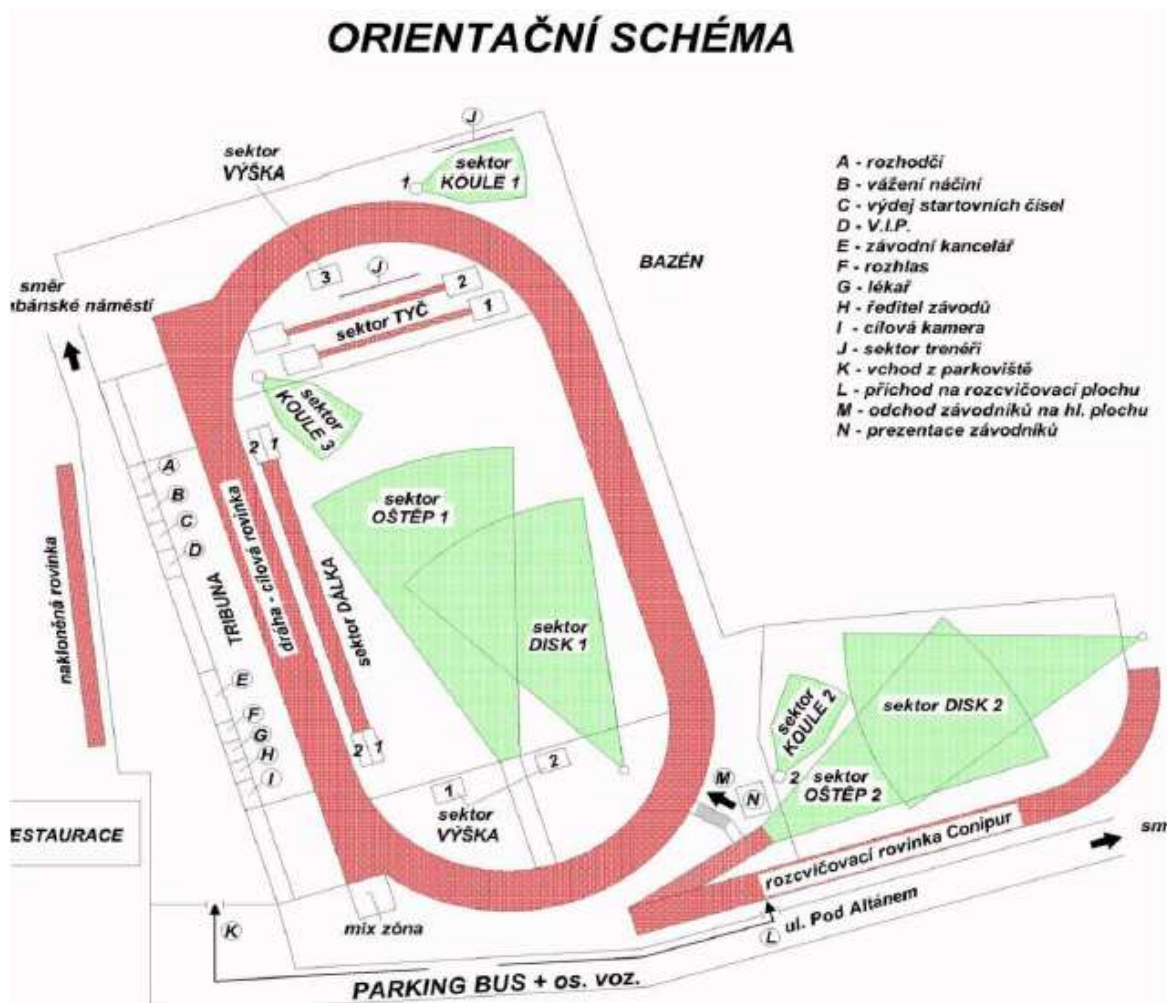 ORIENTAČNÍ SCHÉMA
J
sektor
VÝŠKA
1
sektor
KOULE 1
A - rozhodčí
B - vážení náčiní
C - výdej startovních čísel
D - V.I.P.
E - závodní kancelář
F - rozhlas
G - lékař
H - ředitel závodů
I - cílová kamera
J - sektor trenéři
K - vchod z parkoviště
L - příchod na rozcvičovací plochu
M - odchod závodníků na hl. plochu
N - prezentace závodníků
BAZÉN
směr
abánské náměstí
3
J
2
1
sektor TYČ
sektor
KOULE 3
2 1
A
B
C
D
TRIBUNA
dráha - cílová rovinka
sektor DÁLKA
nakloněná rovinka
sektor
OŠTĚP 1
sektor
DISK 1
E
F
G
H
I
2 1
1
2
sektor
VÝŠKA
M
N
sektor
KOULE 2
2
sektor DISK 2
sektor
OŠTĚP 2
rozcvičovací rovinka Conipur
ESTAURACE
sm
K
mix zóna
L
ul. Pod Altánem
PARKING BUS + os. voz.